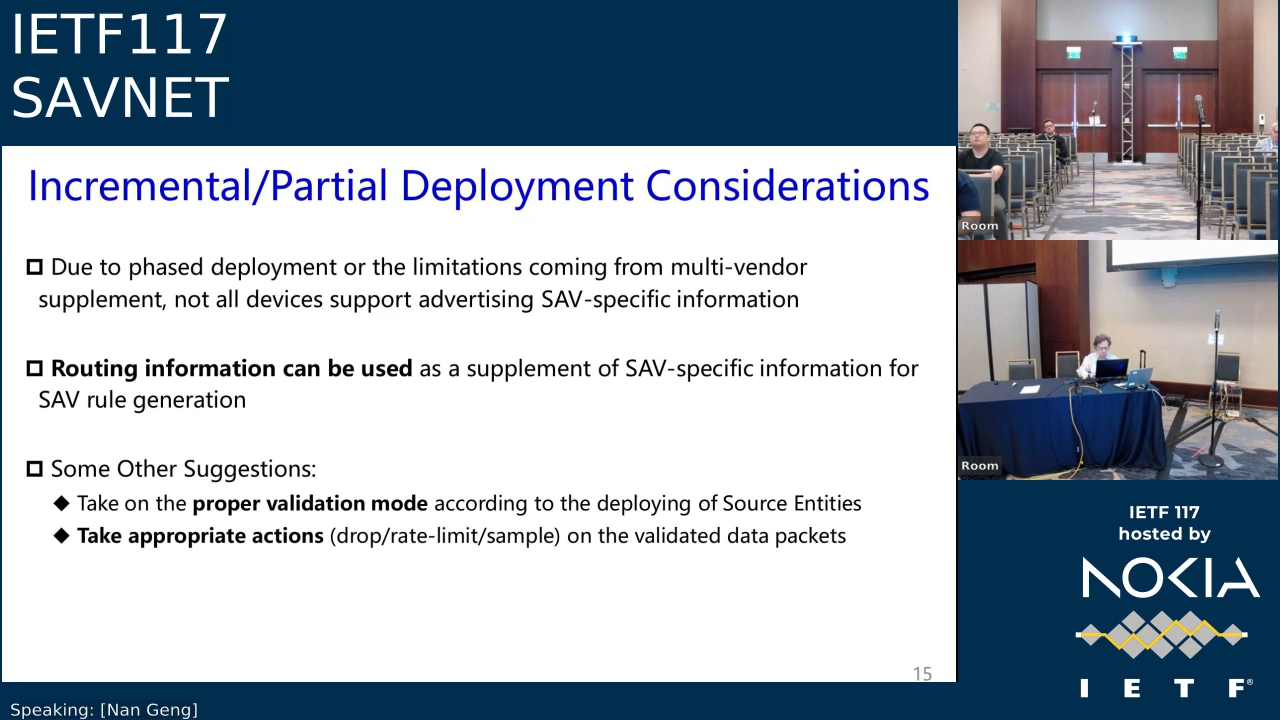 IETF117
SAVNET
Incremental/Partial Deployment Considerations
Due to phased deployment or the limitations coming from multi-vendor
supplement, not all devices support advertising SAV-specific information
Routing information can be used as a supplement of SAV-specific information for
SAV rule generation
Some Other Suggestions:
Take on the proper validation mode according to the deploying of Source Entities
Take appropriate actions (drop/rate-limit/sample) on the validated data packets
15
Speaking: [Nan Geng]
Room
Room
IETF 117
hosted by
NOKIA
I E T F®